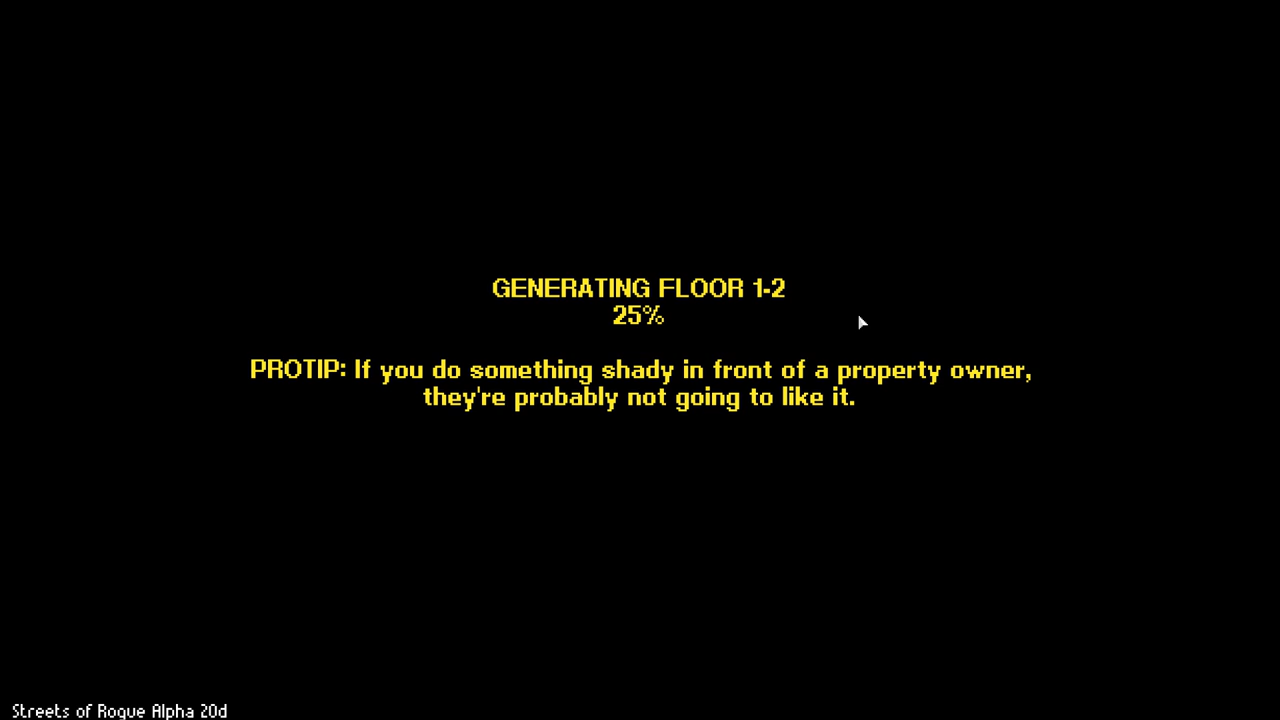 GENERATING FLOOR 1-2
25%
PROTIP: If you do something shady in front of a property owner,
they're probably not going to like it.
Streets of Rogue Alpha 20d